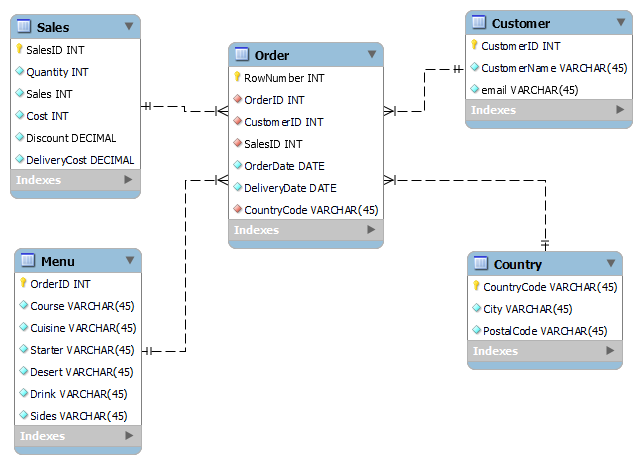 Sales
SalesID INT
Quantity INT
Sales INT
Cost INT
Discount DECIMAL
DeliveryCost DECIMAL
Indexes
Order
RowNumber INT
OrderID INT
CustomerID INT
SalesID INT
OrderDate DATE
DeliveryDate DATE
CountryCode VARCHAR(45)
Indexes
Customer
CustomerID INT
CustomerName VARCHAR(45)
email VARCHAR(45)
Indexes
Menu
OrderID INT
Course VARCHAR(45)
Cuisine VARCHAR(45)
Starter VARCHAR(45)
Desert VARCHAR(45)
Drink VARCHAR(45)
Sides VARCHAR(45)
Indexes
Country
CountryCode VARCHAR(45)
City VARCHAR(45)
PostalCode VARCHAR(45)
Indexes